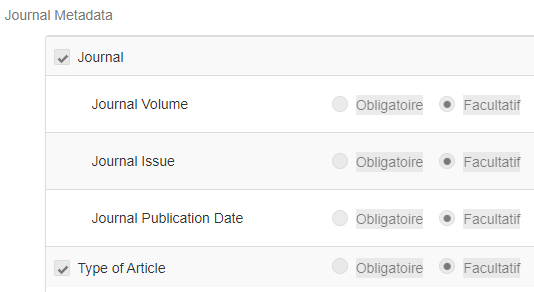 Journal Metadata
Journal
Journal Volume Obligatoire Facultatif
Journal Issue Obligatoire Facultatif
Journal Publication Date Obligatoire Facultatif
Type of Article Obligatoire Facultatif